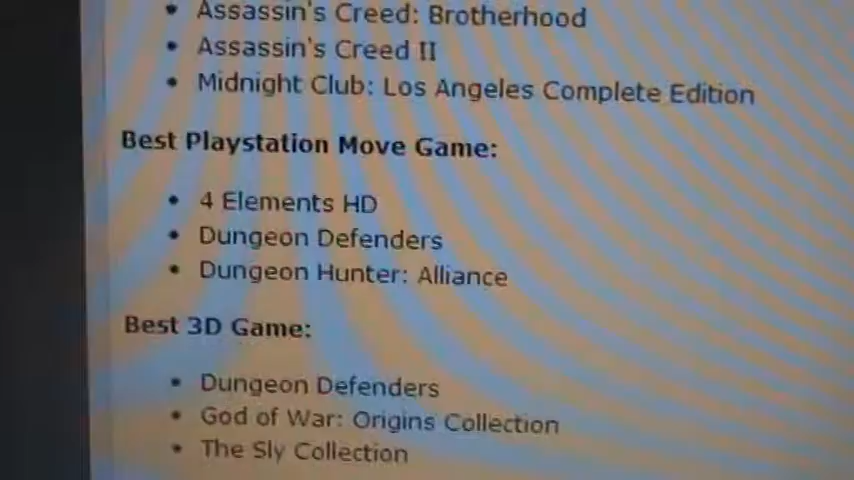 • Assassin's Creed: Brotherhood
• Assassin's Creed II
• Midnight Club: Los Angeles Complete Edition
Best Playstation Move Game:
• 4 Elements HD
• Dungeon Defenders
• Dungeon Hunter: Alliance
Best 3D Game:
• Dungeon Defenders
• God of War: Origins Collection
• The Sly Collection